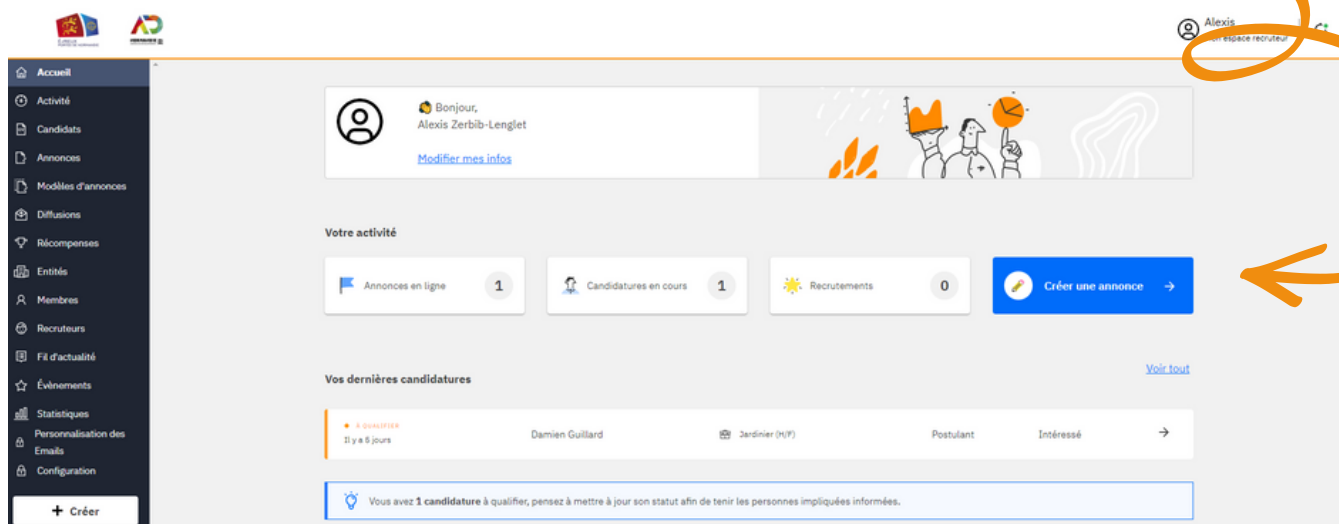 Alexis
espace recruteur
Accueil
Activité
Candidats
Annonces
Modèles d'annonces
Diffusions
Récompenses
Entités
Membres
Recruteurs
Fil d'actualité
Évènements
Statistiques
Personnalisation des
Emails
Configuration
+ Créer
Bonjour,
Alexis Zerbib-Lenglet
Modifier mes infos
Votre activité
Annonces en ligne 1
Candidatures en cours 1
Recrutements 0
Créer une annonce →
Vos dernières candidatures
Voir tout
À QUALIFIER
Il y a 6 jours
Damien Guillard
Jardinier (H/F)
Postulant
Intéressé →
Vous avez 1 candidature à qualifier, pensez à mettre à jour son statut afin de tenir les personnes impliquées informées.